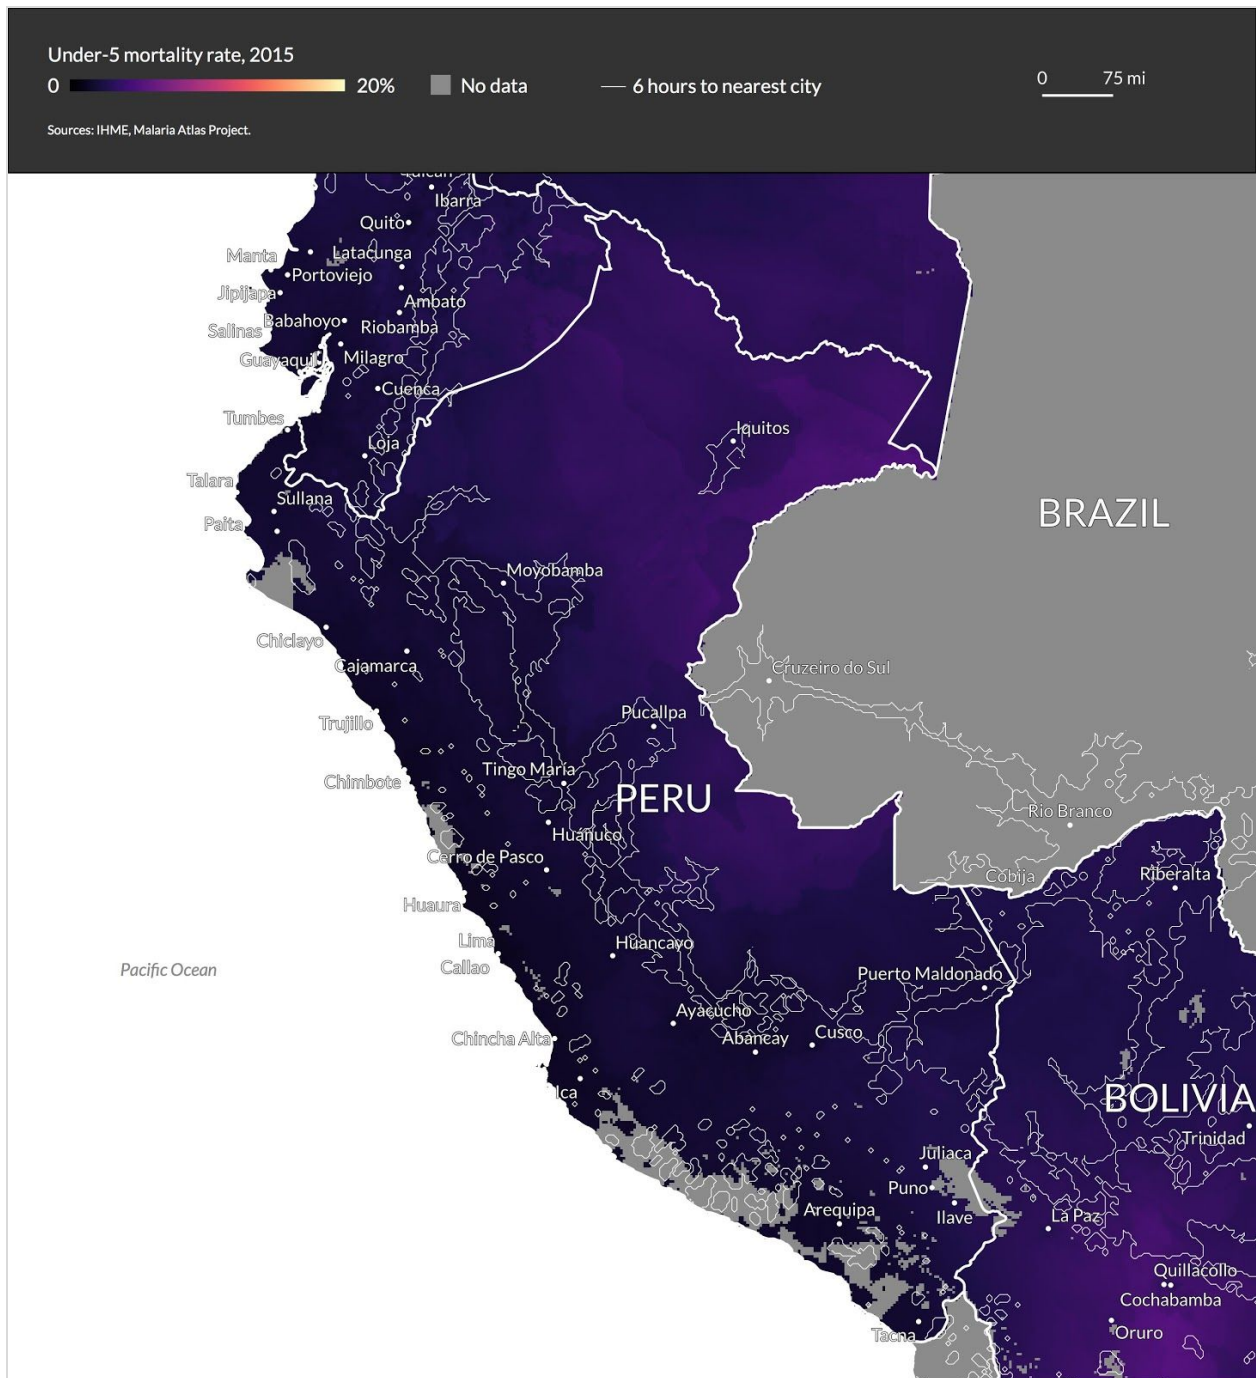 Under-5 mortality rate, 2015
0 20% No data 6 hours to nearest city
0 75 mi
Sources: IHME, Malaria Atlas Project.
Ibarra
Quito
Manta
Latacunga
Portoviejo
Jipijapa
Ambato
Babahoyo
Riobamba
Salinas
Guayaquil
Milagro
Cuenca
Tumbes
Iquitos
Loja
Talara
Sullana
BRAZIL
Paita
Moyobamba
Chiclayo
Cajamarca
Cruzeiro do Sul
Pucallpa
Trujillo
Tingo María
Chimbote
PERU
Rio Branco
Huánuco
Cerro de Pasco
Cobija
Riberalta
Huaura
Lima
Huancayo
Callao
Pacific Ocean
Puerto Maldonado
Ayacucho
Chincha Alta
Abancay
Cusco
Ica
BOLIVIA
Trinidad
Juliaca
Puno
Arequipa
Ilave
La Paz
Quillacollo
Cochabamba
Tacna
Oruro